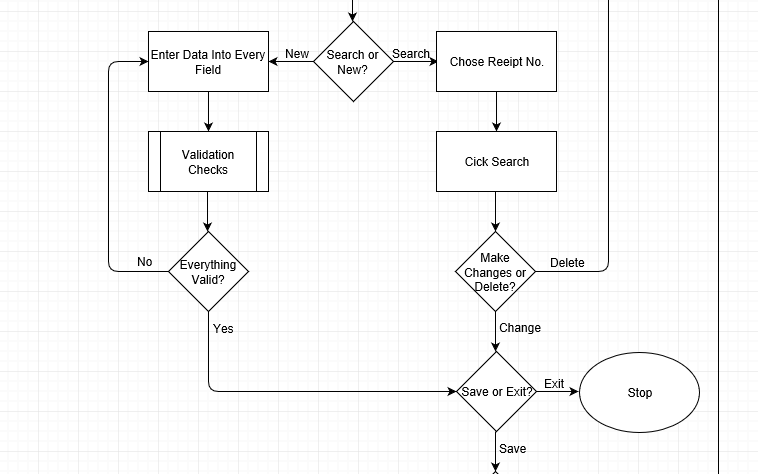 New
Search or
New?
Search
Enter Data Into Every
Field
Chose Reeipt No.
Validation
Checks
Cick Search
No
Everything
Valid?
Make
Changes or
Delete?
Delete
Yes
Change
Save or Exit?
Exit
Stop
Save